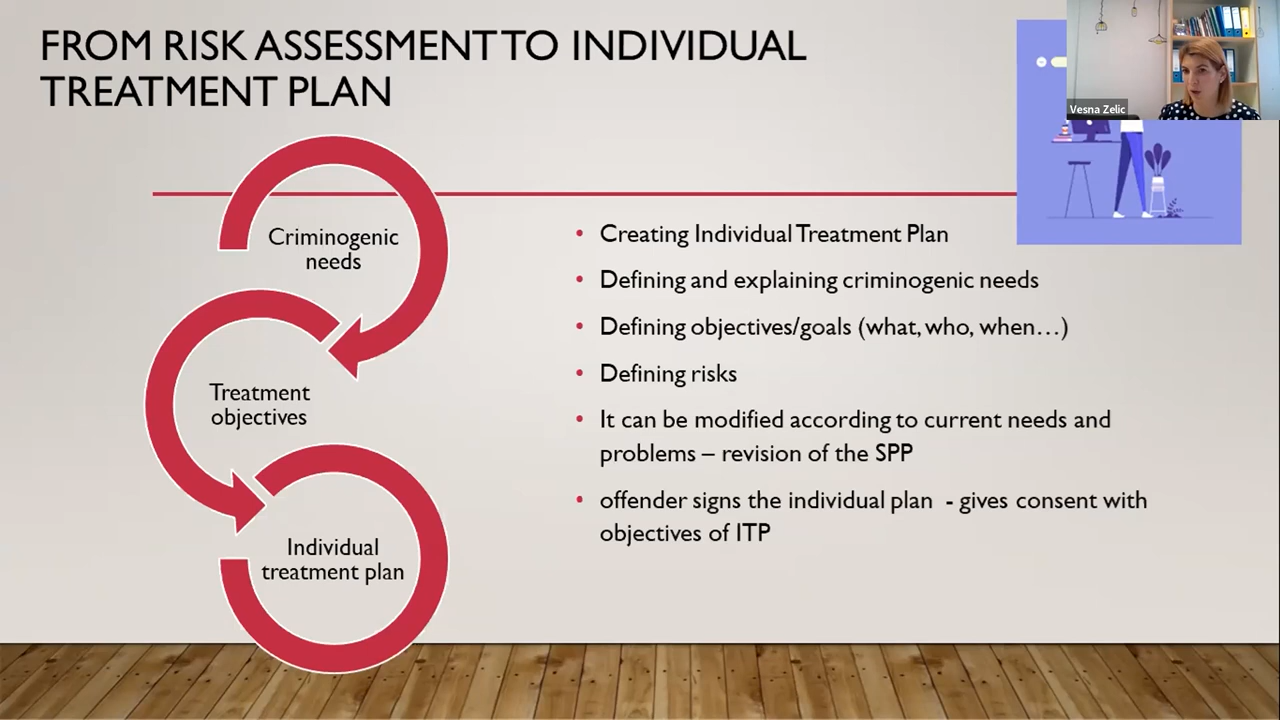 FROM RISK ASSESSMENT TO INDIVIDUAL
TREATMENT PLAN
Vesna Zelic
Criminogenic
needs
Treatment
objectives
Individual
treatment plan
• Creating Individual Treatment Plan
• Defining and explaining criminogenic needs
• Defining objectives/goals (what, who, when…)
• Defining risks
• It can be modified according to current needs and
problems – revision of the SPP
• offender signs the individual plan - gives consent with
objectives of ITP